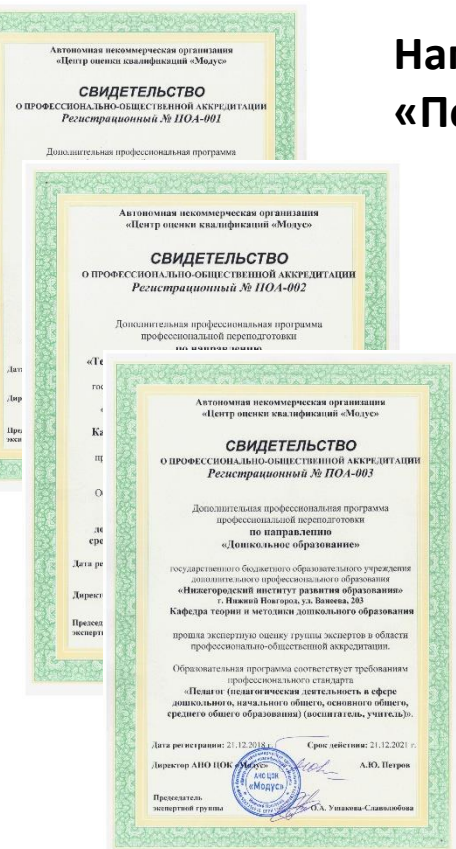 Автономная некоммерческая организация
«Центр оценки квалификаций «Модус»
СВИДЕТЕЛЬСТВО
О ПРОФЕССИОНАЛЬНО-ОБЩЕСТВЕННОЙ АККРЕДИТАЦИИ
Регистрационный № ПОА-001
Дополнительная профессиональная программа
Автономная некоммерческая организация
«Центр оценки квалификаций «Модус»
СВИДЕТЕЛЬСТВО
О ПРОФЕССИОНАЛЬНО-ОБЩЕСТВЕННОЙ АККРЕДИТАЦИИ
Регистрационный № ПОА-002
Дополнительная профессиональная программа
профессиональной переподготовки
по направлению
Автономная некоммерческая организация
«Центр оценки квалификаций «Модус»
СВИДЕТЕЛЬСТВО
О ПРОФЕССИОНАЛЬНО-ОБЩЕСТВЕННОЙ АККРЕДИТАЦИИ
Регистрационный № ПОА-003
Дополнительная профессиональная программа
профессиональной переподготовки
по направлению
«Дошкольное образование»
государственного бюджетного образовательного учреждения
дополнительного профессионального образования
«Нижегородский институт развития образования»
г. Нижний Новгород, ул. Ванеева, 203
Кафедра теории и методики дошкольного образования
прошла экспертную оценку группы экспертов в области
профессионально-общественной аккредитации.
Образовательная программа соответствует требованиям
профессионального стандарта
«Педагог (педагогическая деятельность в сфере
дошкольного, начального общего, основного общего,
среднего общего образования) (воспитатель, учитель)».
Дата регистрации: 21.12.2018 г. Срок действия: 21.12.2021 г.
Директор АНО ЦОК «Модус» А.Ю. Петров
Председатель
экспертной группы О.А. Ушакова-Славолюбова
АНО ЦОК
«Модус»